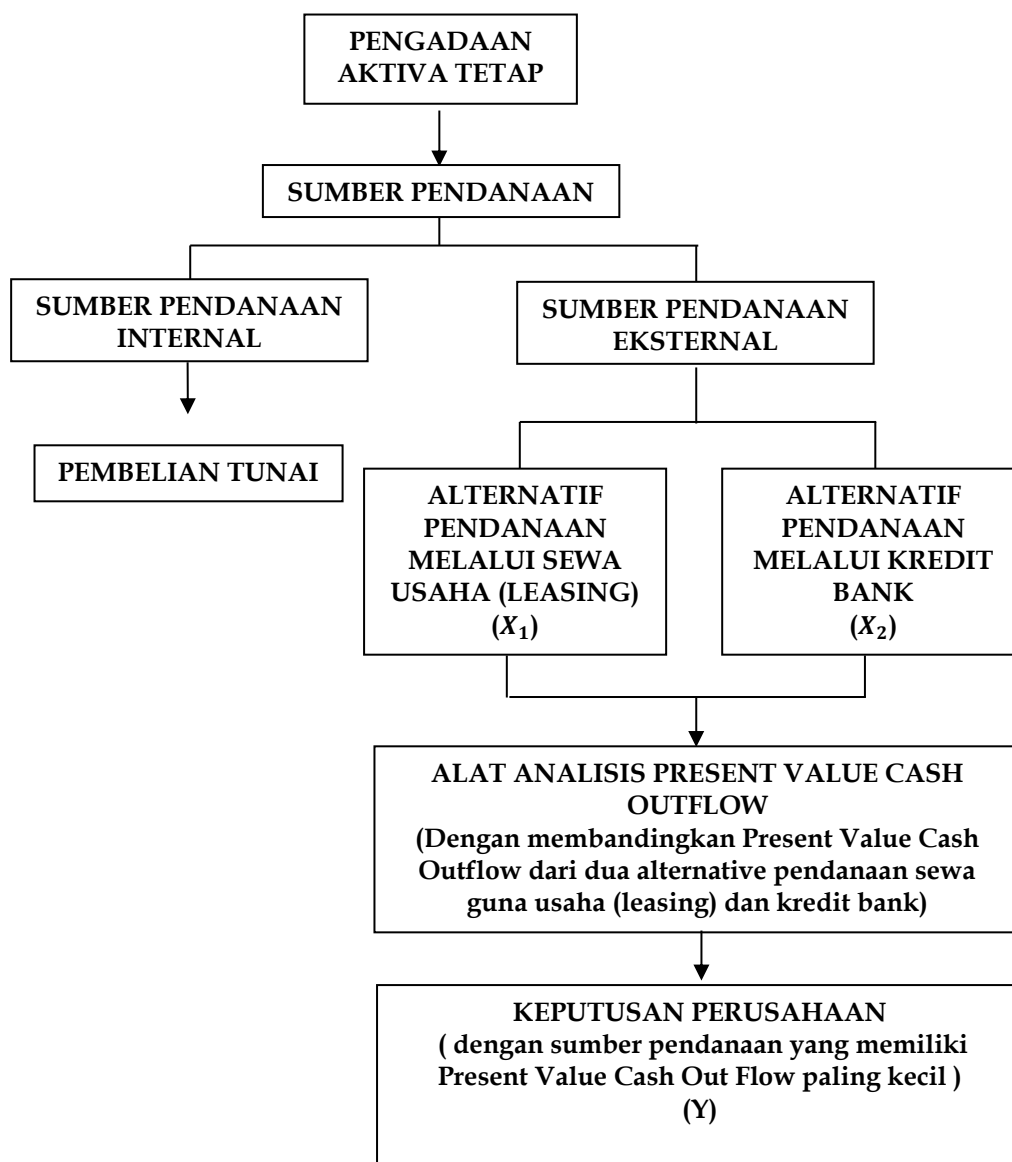 PENGADAAN
AKTIVA TETAP
SUMBER PENDANAAN
SUMBER PENDANAAN
INTERNAL
SUMBER PENDANAAN
EKSTERNAL
PEMBELIAN TUNAI
ALTERNATIF
PENDANAAN
MELALUI SEWA
USAHA (LEASING)
(X₁)
ALTERNATIF
PENDANAAN
MELALUI KREDIT
BANK
(X₂)
ALAT ANALISIS PRESENT VALUE CASH
OUTFLOW
(Dengan membandingkan Present Value Cash
Outflow dari dua alternative pendanaan sewa
guna usaha (leasing) dan kredit bank)
KEPUTUSAN PERUSAHAAN
( dengan sumber pendanaan yang memiliki
Present Value Cash Out Flow paling kecil )
(Y)